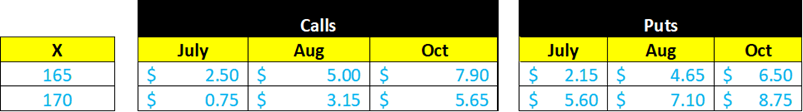 Calls Puts
X July Aug Oct July Aug Oct
165 $ 2.50 $ 5.00 $ 7.90 $ 2.15 $ 4.65 $ 6.50
170 $ 0.75 $ 3.15 $ 5.65 $ 5.60 $ 7.10 $ 8.75